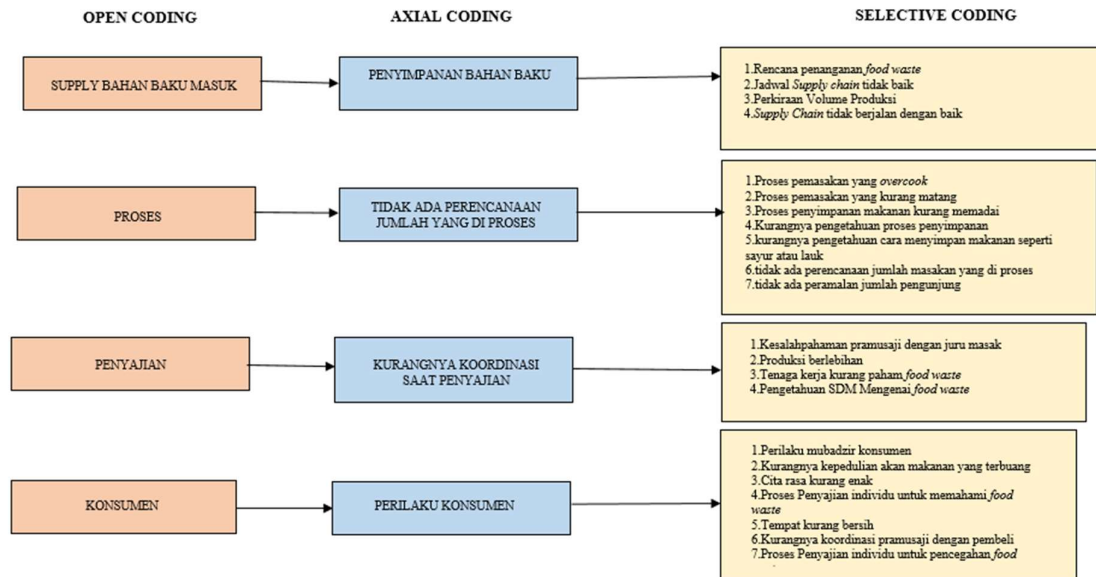 OPEN CODING
AXIAL CODING
SELECTIVE CODING
SUPPLY BAHAN BAKU MASUK
PENYIMPANAN BAHAN BAKU
1.Rencana penanganan food waste
2.Jadwal Supply chain tidak baik
3.Perkiraan Volume Produksi
4.Supply Chain tidak berjalan dengan baik
PROSES
TIDAK ADA PERENCANAAN
JUMLAH YANG DI PROSES
1.Proses pemasakan yang overcook
2.Proses pemasakan yang kurang matang
3.Proses penyimpanan makanan kurang memadai
4.Kurangnya pengetahuan proses penyimpanan
5.kurangnya pengetahuan cara menyimpan makanan seperti
sayur atau lauk
6.tidak ada perencanaan jumlah masakan yang di proses
7.tidak ada peramalan jumlah pengunjung
PENYAJIAN
KURANGNYA KOORDINASI
SAAT PENYAJIAN
1.Kesalahpahaman pramusaji dengan juru masak
2.Produksi berlebihan
3.Tenaga kerja kurang paham food waste
4.Pengetahuan SDM Mengenai food waste
KONSUMEN
PERILAKU KONSUMEN
1.Perilaku mubadzir konsumen
2.Kurangnya kepedulian akan makanan yang terbuang
3.Cita rasa kurang enak
4.Proses Penyajian individu untuk memahami food
waste
5.Tempat kurang bersih
6.Kurangnya koordinasi pramusaji dengan pembeli
7.Proses Penyajian individu untuk pencegahan food